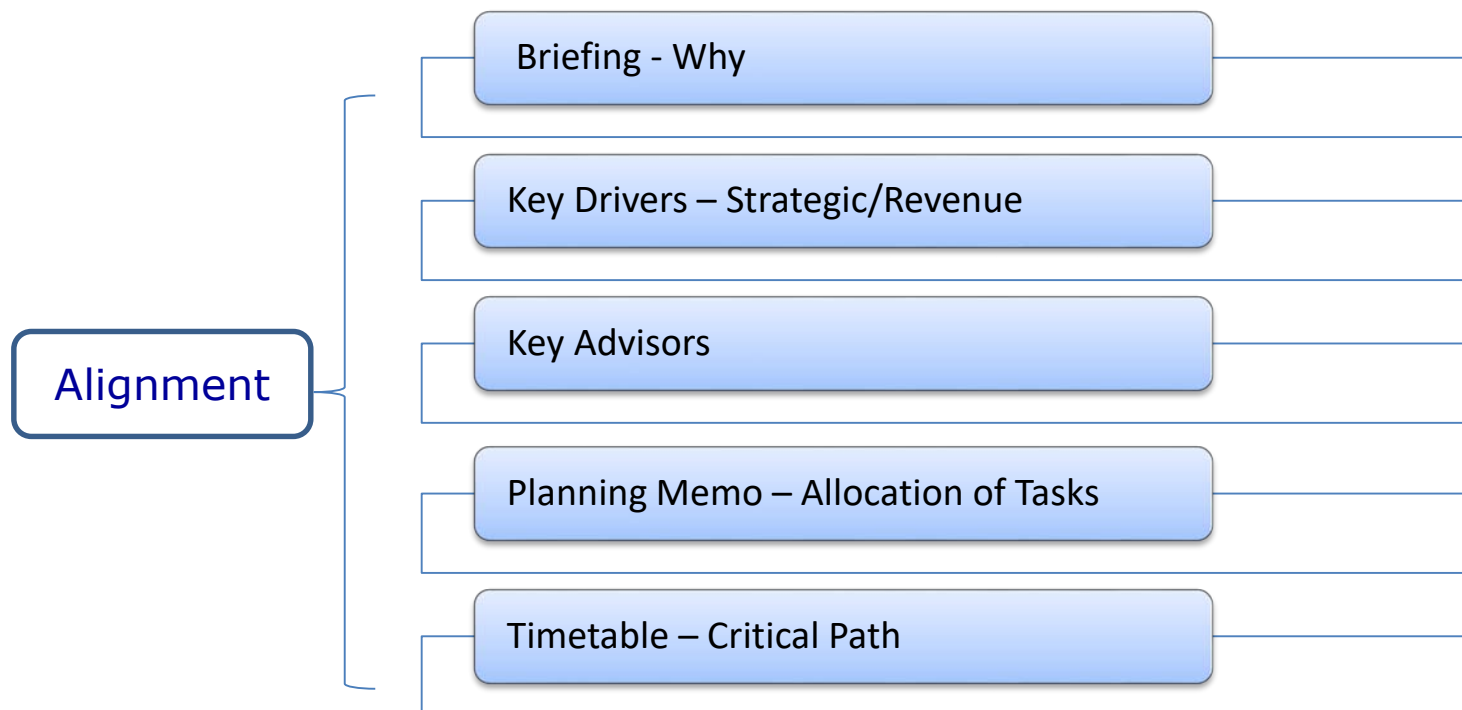 Briefing - Why
Key Drivers – Strategic/Revenue
Key Advisors
Alignment
Planning Memo – Allocation of Tasks
Timetable – Critical Path